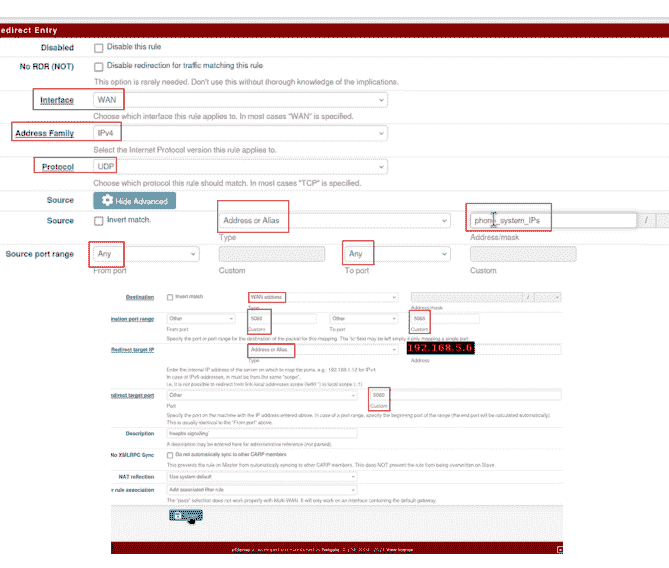 edirect Entry
Disabled Disable this rule
No RDR (NOT) Disable redirection for traffic matching this rule
This option is rarely needed. Don't use this without thorough knowledge of the implications.
Interface WAN
Choose which interface this rule applies to. In most cases "WAN" is specified.
Address Family IPv4
Select the Internet Protocol version this rule applies to.
Protocol UDP
Choose which protocol this rule should match. In most cases "TCP" is specified.
Source Hide Advanced
Source Invert match. Address or Alias phone_system_IPs /
Type Address/mask
Source port range Any Any
From port Custom To port Custom
Destination Invert match WAN address /
Type Address/mask
ination port range Other 5060 Other
From port Custom To port Custom
Specify the port or port range for the destination of the packet for this mapping. The 'to' field may be left empty if only mapping a single port.
Redirect target IP Address or Alias 192.168.5.6
Type Address
Enter the internal IP address of the server on which to map the ports. e.g.: 192.168.1.12 for IPv4
In case of IPv6 addresses, it must be from the same "scope",
i.e. it is not possible to redirect from link-local addresses scope to local scope (::1)
direct target port Other 5060
Port Custom
Specify the port on the machine with the IP address entered above. In case of a port range, specify the beginning port of the range (the end port will be calculated automatically)
This is usually identical to the "From port" above.
Description signalling
A description may be entered here for administrative reference (not parsed).
No XMLRPC Sync Do not automatically sync to other CARP members
This prevents the rule on Master from automatically syncing to other CARP members. This does NOT prevent the rule from being overwritten on Slave.
NAT reflection Use system default
r rule association Add associated filter rule
The "pass" selection does not work properly with Multi-WAN. It will only work on an interface containing the default gateway.